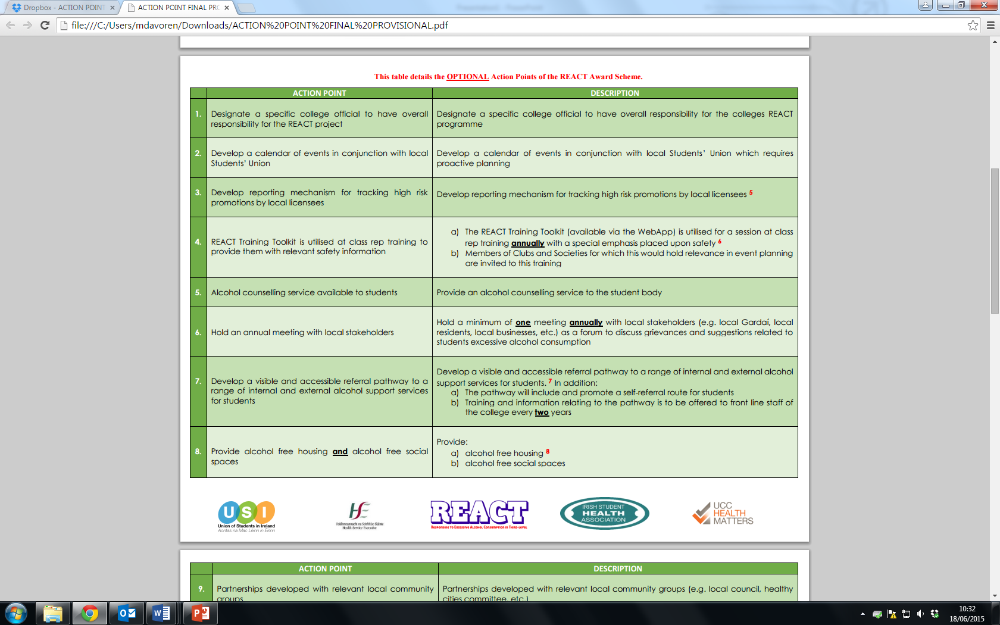 Dropbox - ACTION POINT
ACTION POINT FINAL PRO
file:///C:/Users/mdavoren/Downloads/ACTION%20POINT%20FINAL%20PROVISIONAL.pdf
This table details the OPTIONAL Action Points of the REACT Award Scheme.
ACTION POINT DESCRIPTION
1. Designate a specific college official to have overall
responsibility for the REACT project
Designate a specific college official to have overall responsibility for the colleges REACT
programme
2. Develop a calendar of events in conjunction with local
Students' Union
Develop a calendar of events in conjunction with local Students' Union which requires
proactive planning
3. Develop reporting mechanism for tracking high risk
promotions by local licensees
Develop reporting mechanism for tracking high risk promotions by local licensees 5
4. REACT Training Toolkit is utilised at class rep training to
provide them with relevant safety information
a) The REACT Training Toolkit (available via the WebApp) is utilised for a session at class
rep training annually with a special emphasis placed upon safety 6
b) Members of Clubs and Societies for which this would hold relevance in event planning
are invited to this training
5. Alcohol counselling service available to students
Provide an alcohol counselling service to the student body
6. Hold an annual meeting with local stakeholders
Hold a minimum of one meeting annually with local stakeholders (e.g. local Gardaí, local
residents, local businesses, etc.) as a forum to discuss grievances and suggestions related to
students excessive alcohol consumption
7. Develop a visible and accessible referral pathway to a
range of internal and external alcohol support services
for students
Develop a visible and accessible referral pathway to a range of internal and external alcohol
support services for students. 7 In addition:
a) The pathway will include and promote a self-referral route for students
b) Training and information relating to the pathway is to be offered to front line staff of
the college every two years
8. Provide alcohol free housing and alcohol free social
spaces
Provide:
a) alcohol free housing 8
b) alcohol free social spaces
USI
Union of Students in Ireland
Aontas na Mac Léinn in Éirinn
Feidhmeannacht na Seirbhíse Sláinte
Health Service Executive
REACT
Responding to Excessive Alcohol Consumption in Third-level
IRISH STUDENT
HEALTH
ASSOCIATION
UCC
HEALTH
MATTERS
ACTION POINT DESCRIPTION
9. Partnerships developed with relevant local community
groups
Partnerships developed with relevant local community groups (e.g. local council, healthy
cities committee, etc.)
10:32
18/06/2015